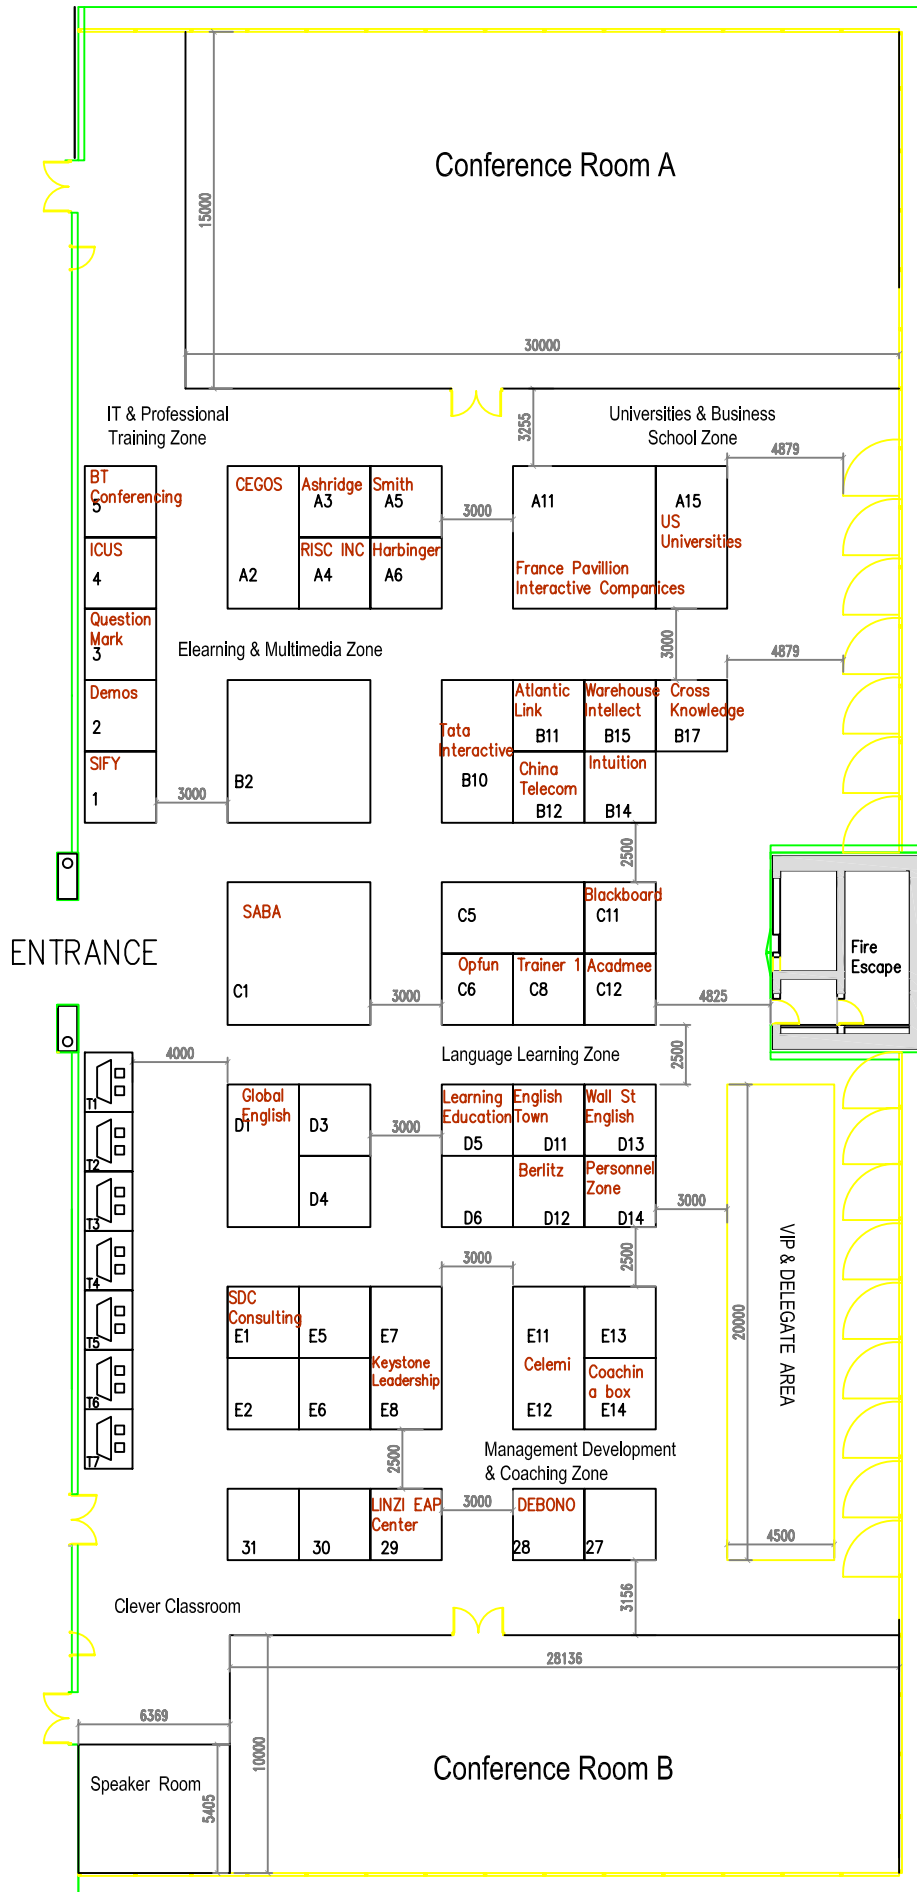 Conference Room A
15000
30000
IT & Professional
Training Zone
3255
Universities & Business
School Zone
4879
BT
Conferencing
5
CEGOS
A2
Ashridge
A3
Smith
A5
3000
A11
A15
US
Universities
ICUS
4
RISC INC
A4
Harbinger
A6
France Pavillion
Interactive Companices
Question
Mark
3
Elearning & Multimedia Zone
3000
4879
Demos
2
Tata
Interactive
B10
Atlantic
Link
B11
Warehouse
Intellect
B15
Cross
Knowledge
B17
SIFY
1
3000
B2
China
Telecom
B12
Intuition
B14
2500
SABA
C1
C5
Blackboard
C11
ENTRANCE
Fire
Escape
Opfun
C6
Trainer 1
C8
Acadmee
C12
3000
4825
4000
Language Learning Zone
2500
T1
Global
English
D1
D3
3000
Learning
Education
D5
English
Town
D11
Wall St
English
D13
T2
D4
D6
Berlitz
D12
Personnel
Zone
D14
3000
T3
VIP & DELEGATE AREA
20000
T4
3000
2500
SDC
Consulting
E1
E5
E7
E11
E13
T5
Keystone
Leadership
Celemi
Coachin
a box
T6
E2
E6
E8
E12
E14
T7
2500
Management Development
& Coaching Zone
LINZI EAP
Center
3000
DEBONO
31
30
29
28
27
4500
3156
Clever Classroom
28136
6369
10000
Speaker Room
5405
Conference Room B